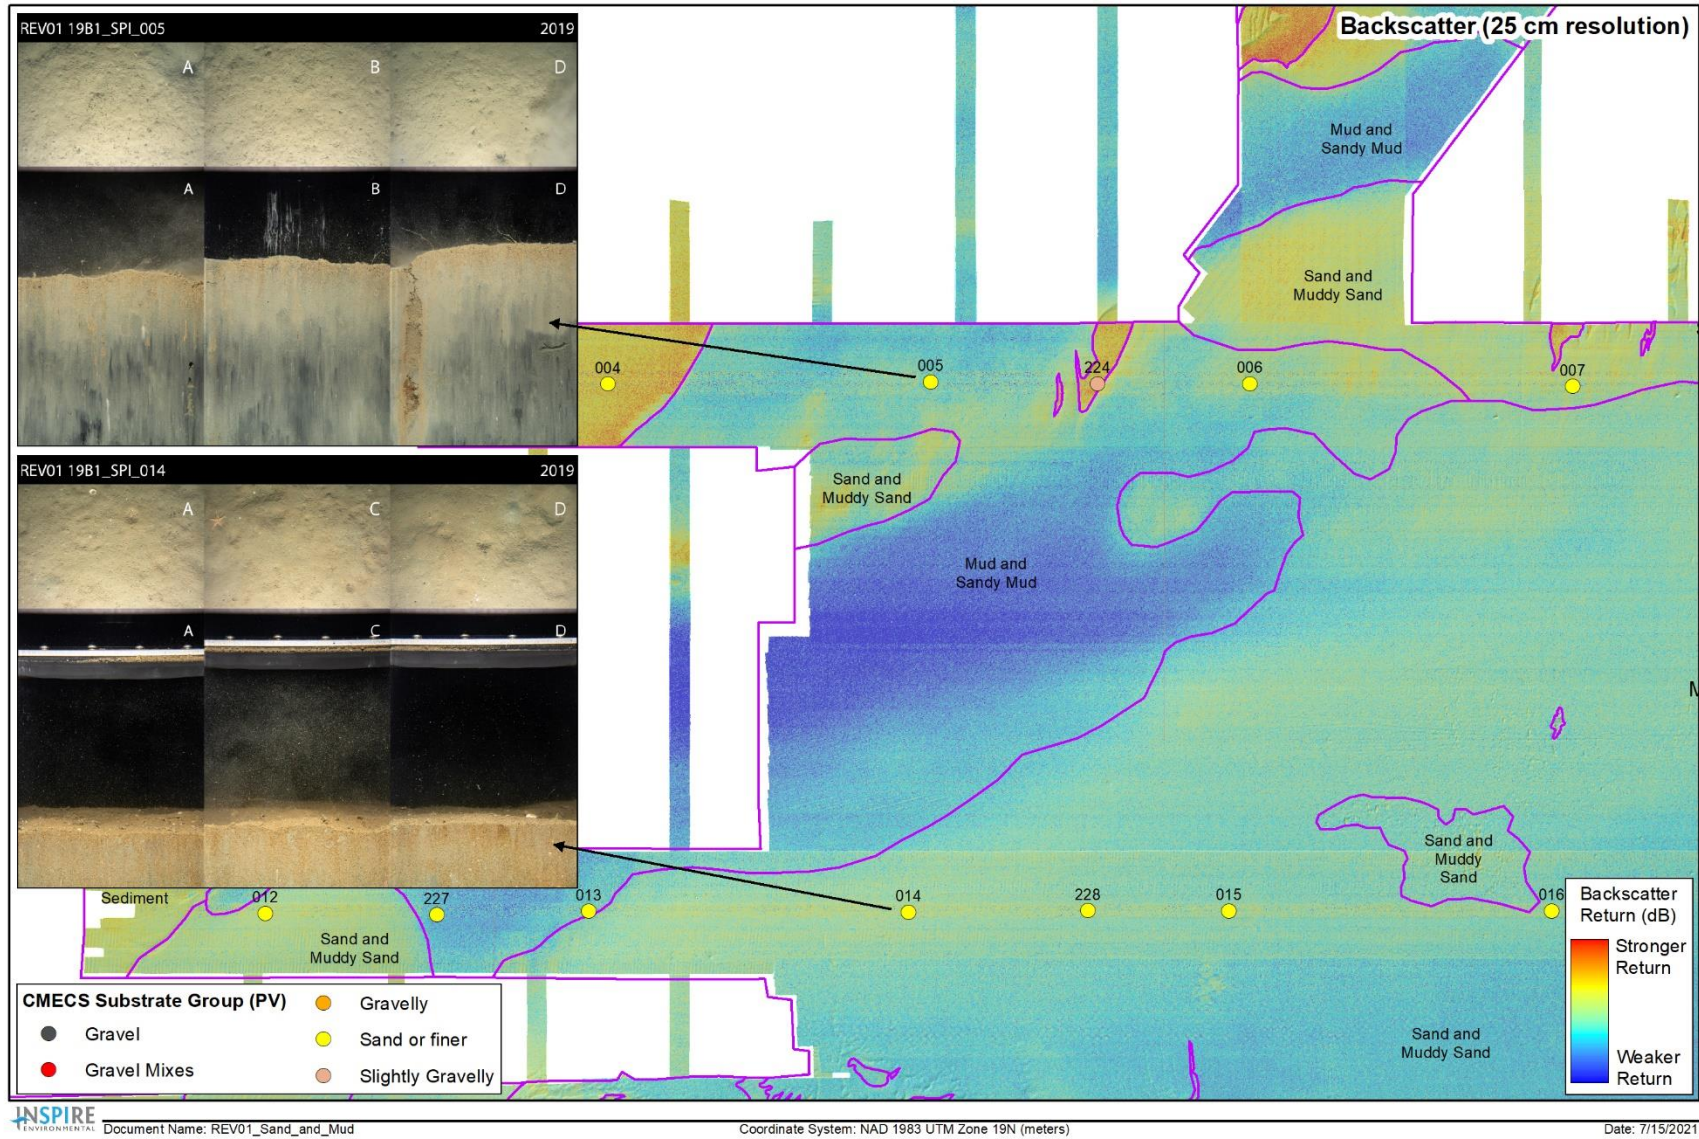 Backscatter (25 cm resolution)
REV01 19B1_SPI_005
2019
A
B
D
A
B
D
REV01 19B1_SPI_014
2019
A
C
D
A
C
D
Mud and
Sandy Mud
Sand and
Muddy Sand
004
005
224
006
007
Sand and
Muddy Sand
Mud and
Sandy Mud
Sand and
Muddy
Sand
Sediment
012
227
013
014
228
015
016
Sand and
Muddy Sand
Sand and
Muddy Sand
CMECS Substrate Group (PV)
Gravel
Gravel Mixes
Gravelly
Sand or finer
Slightly Gravelly
Backscatter
Return (dB)
Stronger
Return
Weaker
Return
INSPIRE
ENVIRONMENTAL
Document Name: REV01_Sand_and_Mud
Coordinate System: NAD 1983 UTM Zone 19N (meters)
Date: 7/15/2021